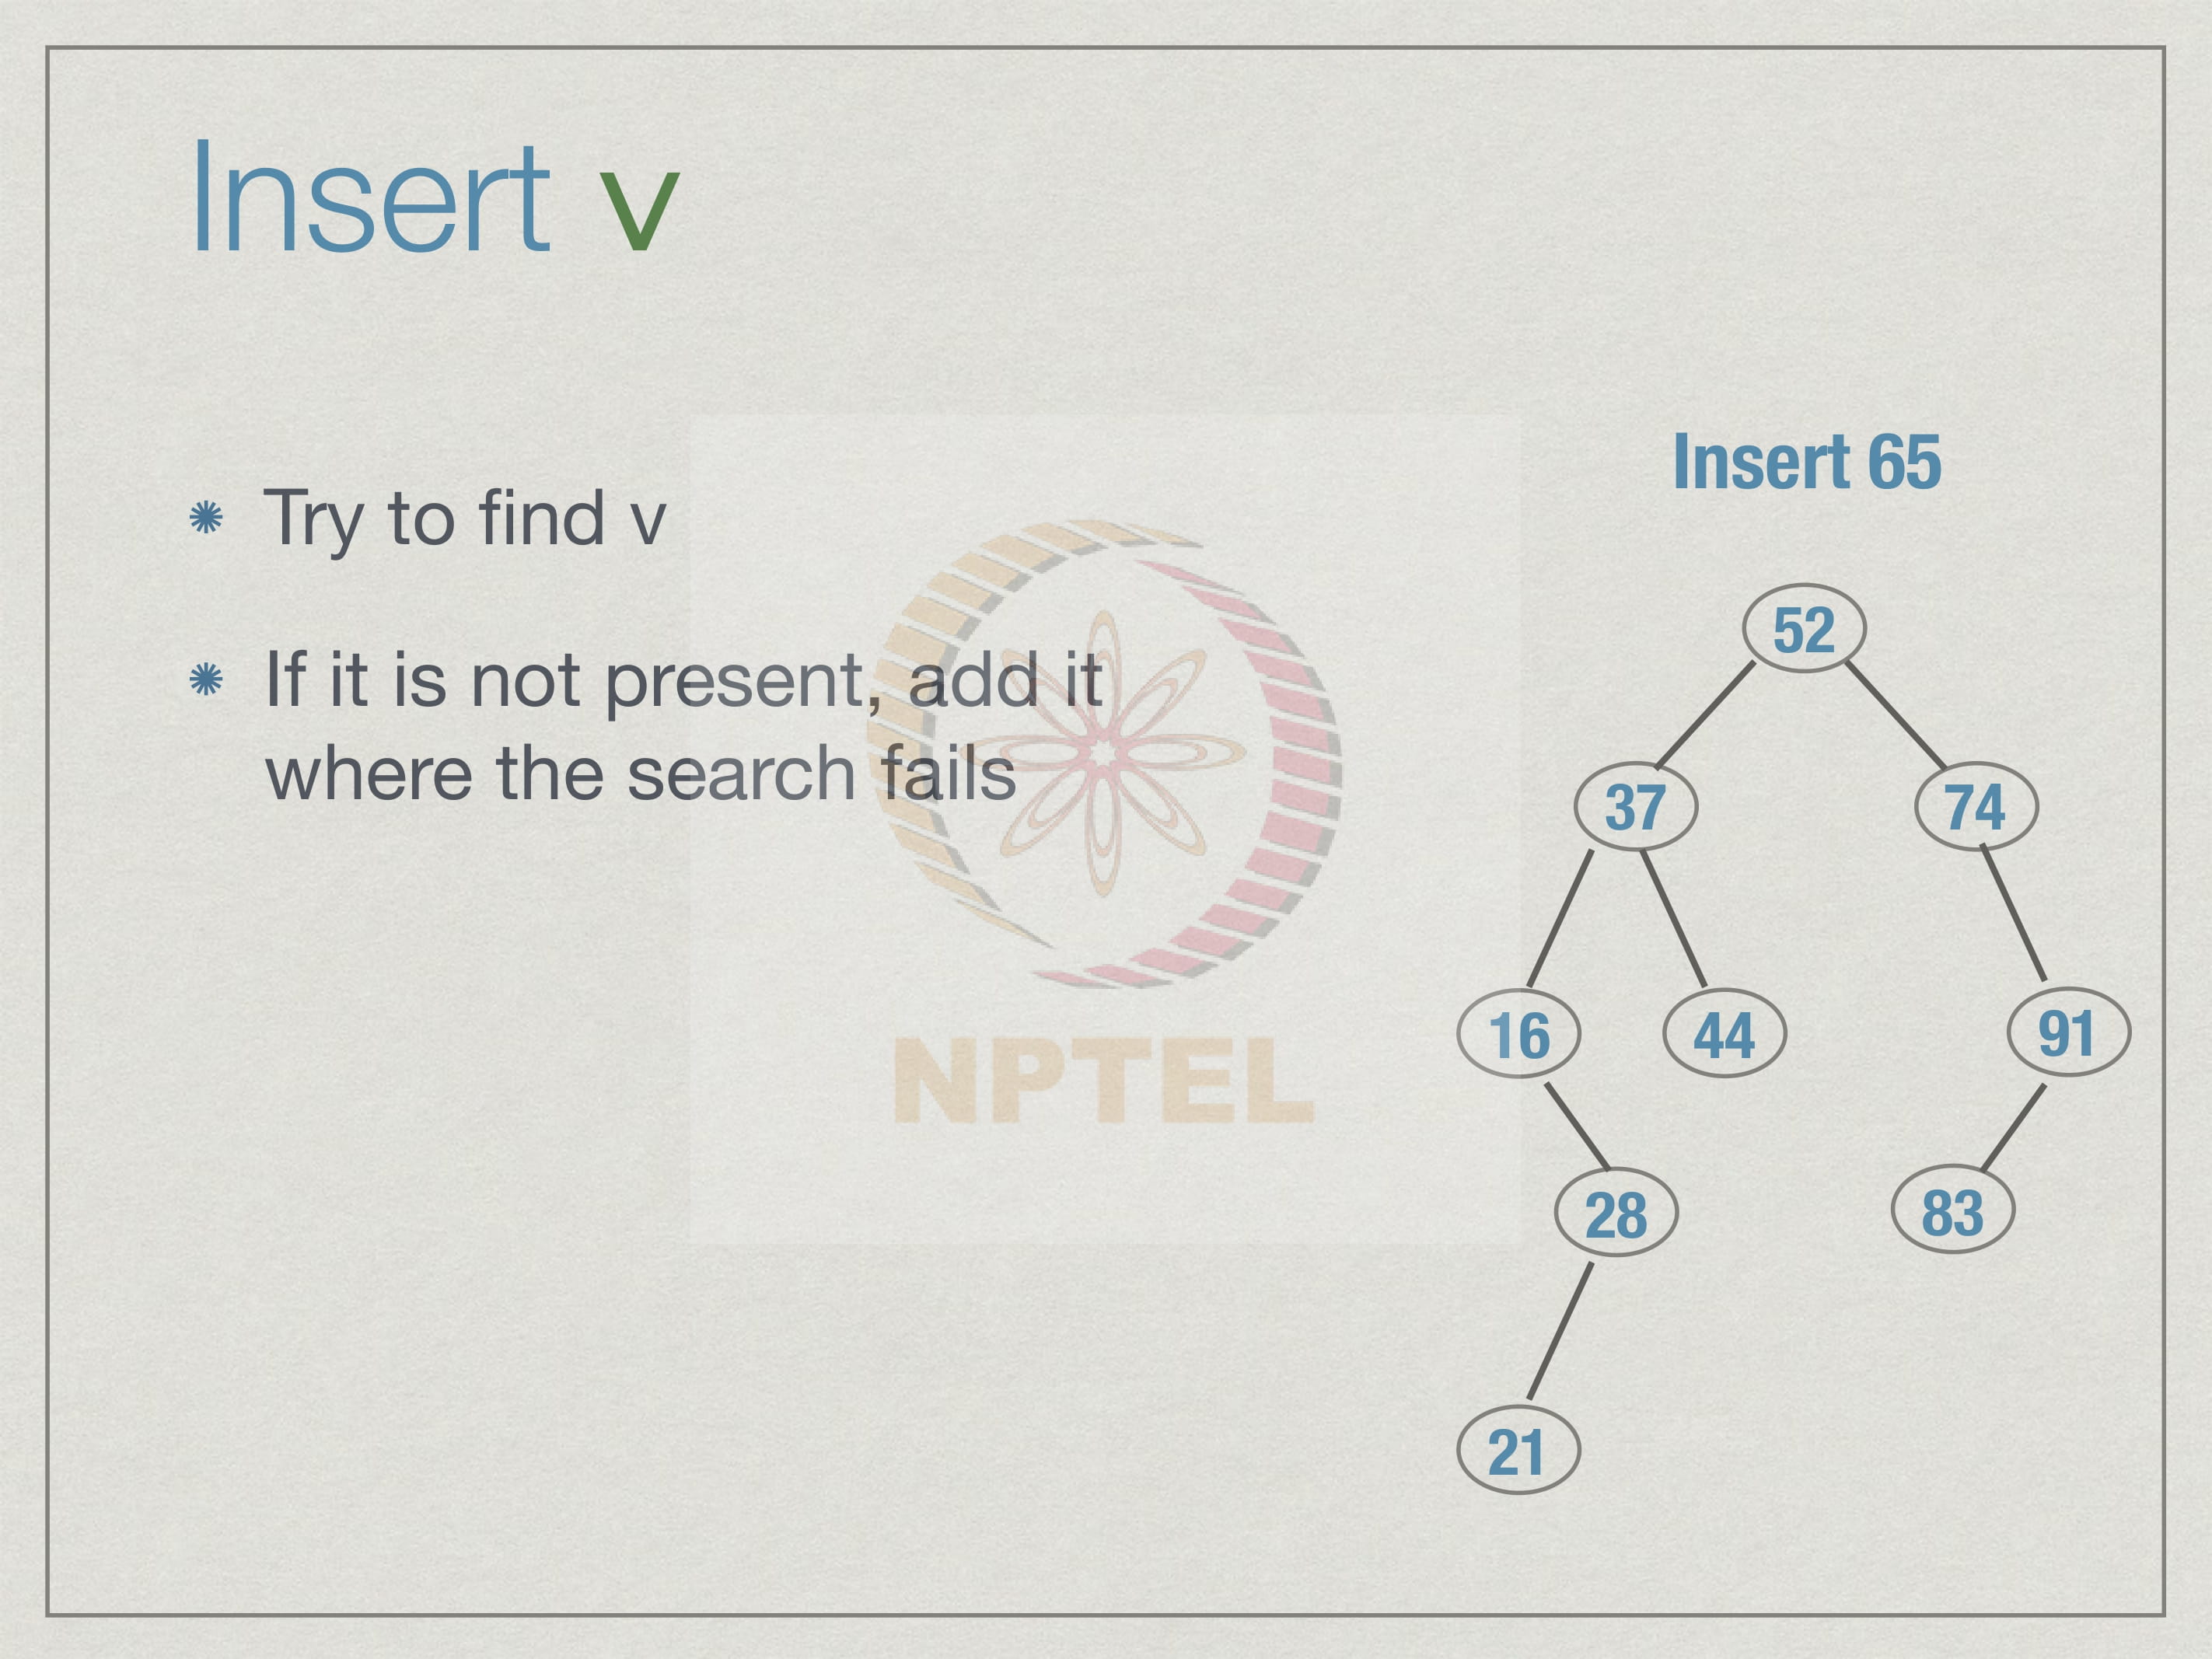 Insert v
Try to find v
If it is not present, add it
where the search fails
Insert 65
52
37 74
16 44 91
28 83
21
NPTEL